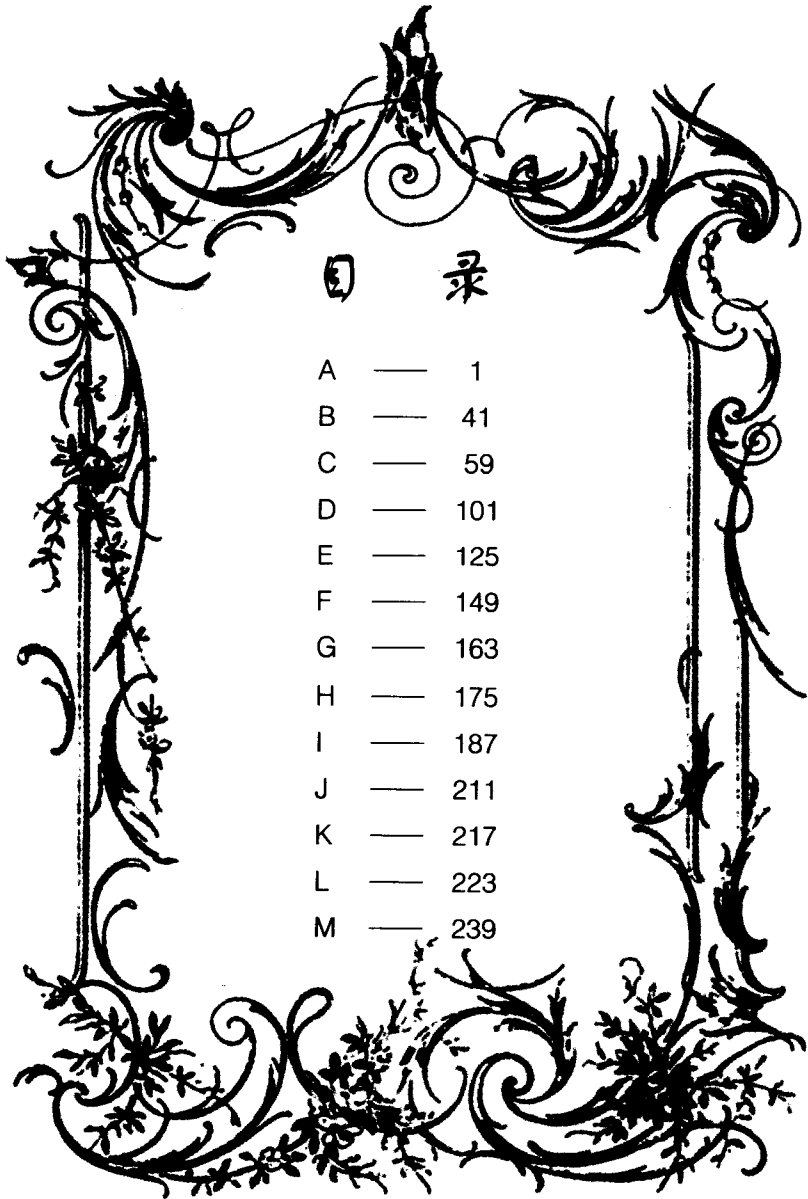 目 录
A —— 1
B —— 41
C —— 59
D —— 101
E —— 125
F —— 149
G —— 163
H —— 175
I —— 187
J —— 211
K —— 217
L —— 223
M —— 239